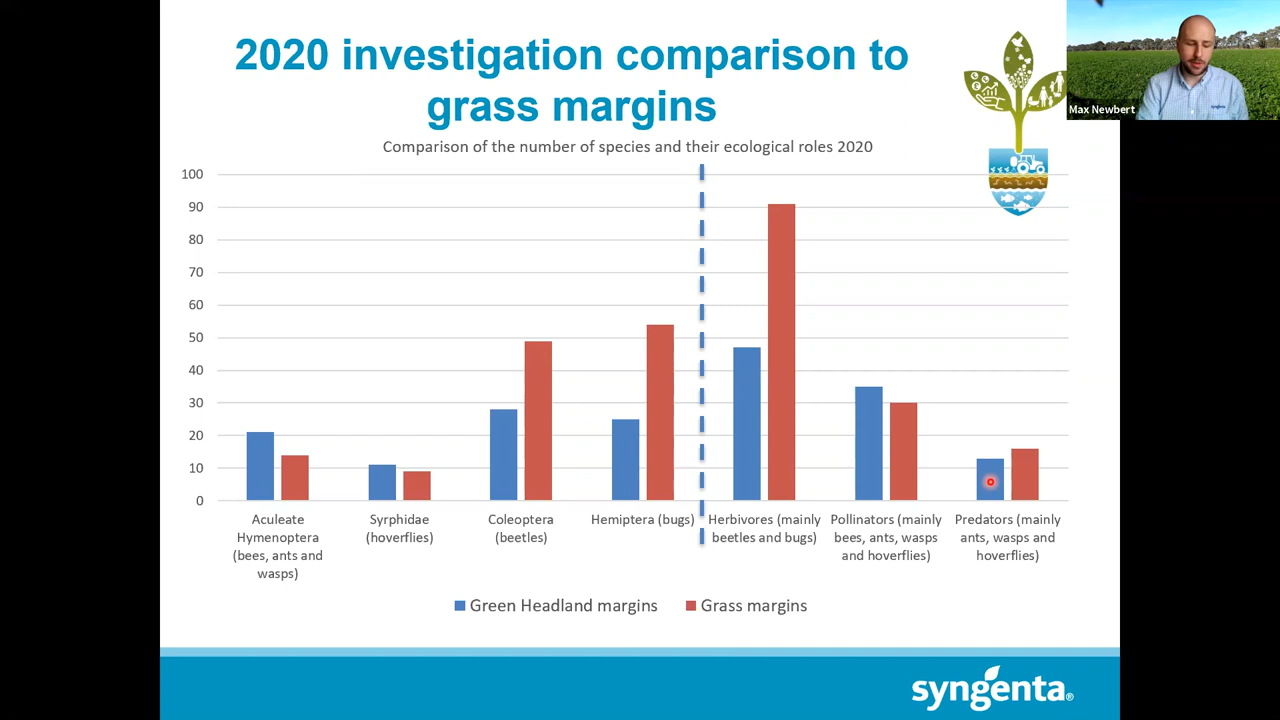 2020 investigation comparison to
grass margins
Max Newbert
Comparison of the number of species and their ecological roles 2020
100
90
80
70
60
50
40
30
20
10
0
Aculeate
Hymenoptera
(bees, ants and
wasps)
Syrphidae
(hoverflies)
Coleoptera
(beetles)
Hemiptera (bugs)
Herbivores (mainly
beetles and bugs)
Pollinators (mainly
bees, ants, wasps
and hoverflies)
Predators (mainly
ants, wasps and
hoverflies)
Green Headland margins
Grass margins
syngenta®
syngenta